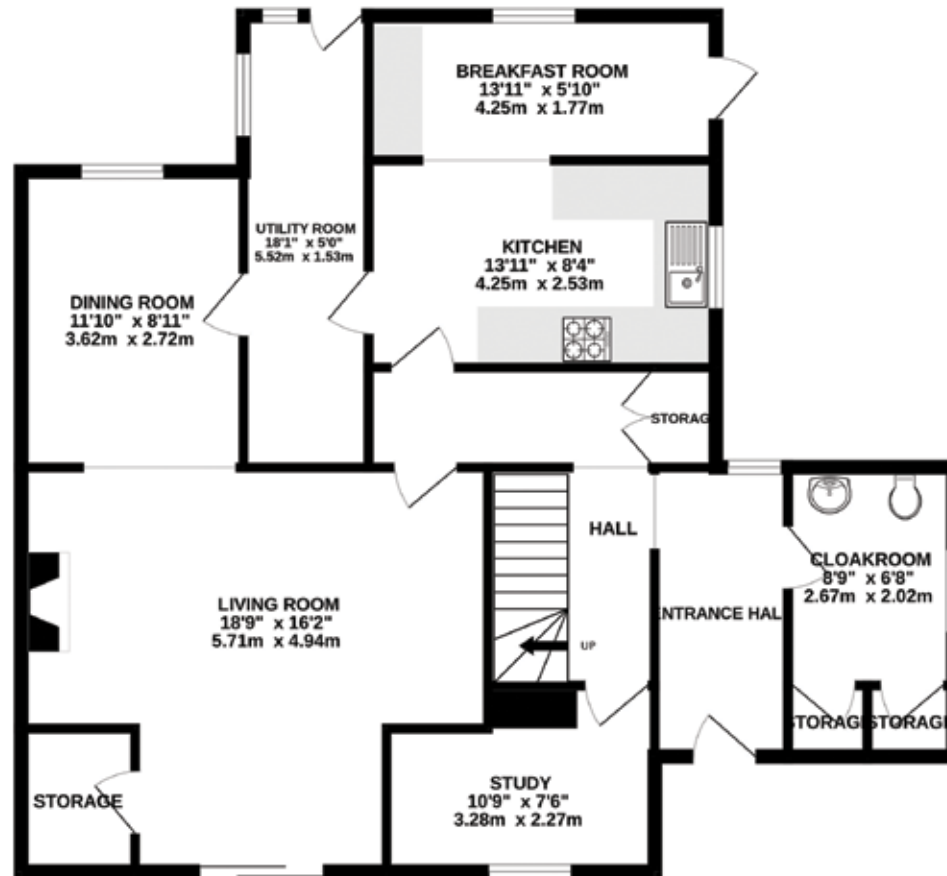 BREAKFAST ROOM
13'11" x 5'10"
4.25m x 1.77m
UTILITY ROOM
18'1" x 5'0"
5.52m x 1.53m
KITCHEN
13'11" x 8'4"
4.25m x 2.53m
DINING ROOM
11'10" x 8'11"
3.62m x 2.72m
STORAG
HALL
CLOAKROOM
8'9" x 6'8"
2.67m x 2.02m
LIVING ROOM
18'9" x 16'2"
5.71m x 4.94m
ENTRANCE HAL
UP
STORAGE
STORAGE
STORAGE
STUDY
10'9" x 7'6"
3.28m x 2.27m